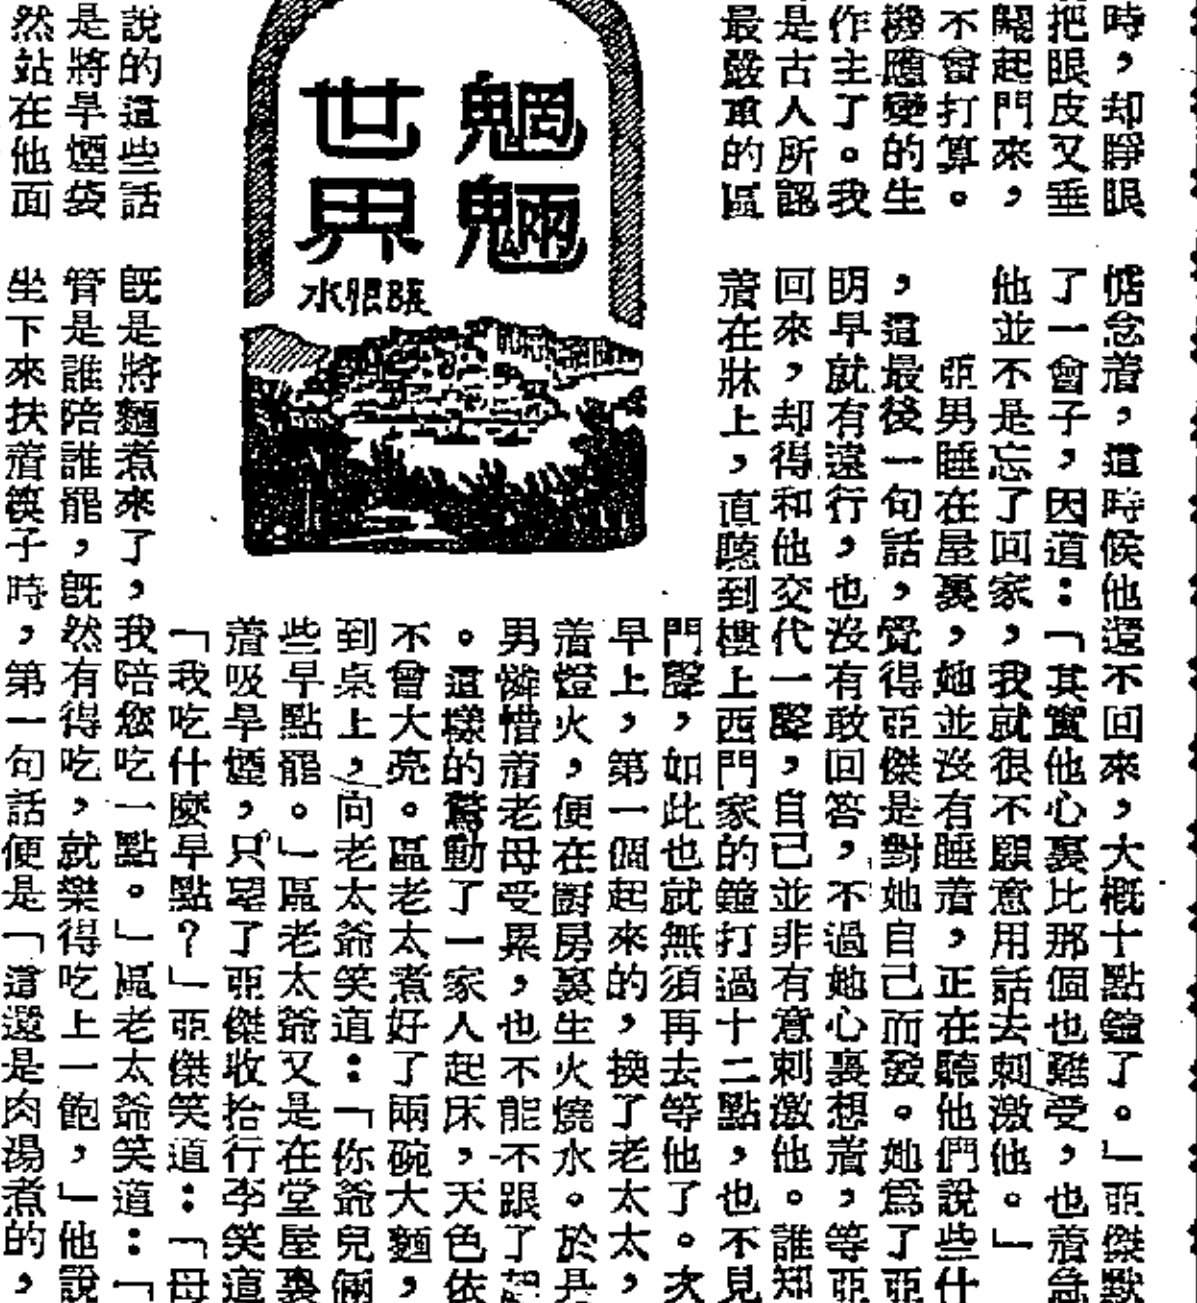 時，却睜眼
把眼皮又垂
關起門來，
不會打算。
機應變的生
作主了。我
是古人所認
最嚴重的區
魍魎
世界
張恨水
說的這些話
是將旱煙袋
然站在他面
惦念着，這時候他還不回來，大概十點鐘了。」亞傑默
了一會子，因道：「其實他心裏比那個也難受，也着急
他並不是忘了回家，我就很不願意用話去刺激他。」
亞男睡在屋裏，她並沒有睡着，正在聽他們說些什
，這最後一句話，覺得亞傑是對她自己而發。她爲了亞
明早就有遠行，也沒有敢回答，不過她心裏想着，等亞
回來，却得和他交代一聲，自己並非有意刺激他。誰知
着在牀上，直聽到樓上西門家的鐘打過十二點，也不見
門聲，如此也就無須再去等他了。次
早上，第一個起來的，換了老太太，
着燈火，便在廚房裏生火燒水。於是
男憐惜着老母受累，也不能不跟了起
。這樣的驚動了一家人起床，天色依
不曾大亮。區老太煮好了兩碗大麵，
到桌上，向老太爺笑道：「你爺兒倆
些早點罷。」區老太爺又是在堂屋裏
着吸旱煙，只望了亞傑收拾行李笑道
「我吃什麼早點？」亞傑笑道：「母
既是將麵煮來了，我陪您吃一點。」區老太爺笑道：「
管是誰陪誰罷，既然有得吃，就樂得吃上一飽，」他說
坐下來扶着筷子時，第一句話便是「這還是肉湯煮的，